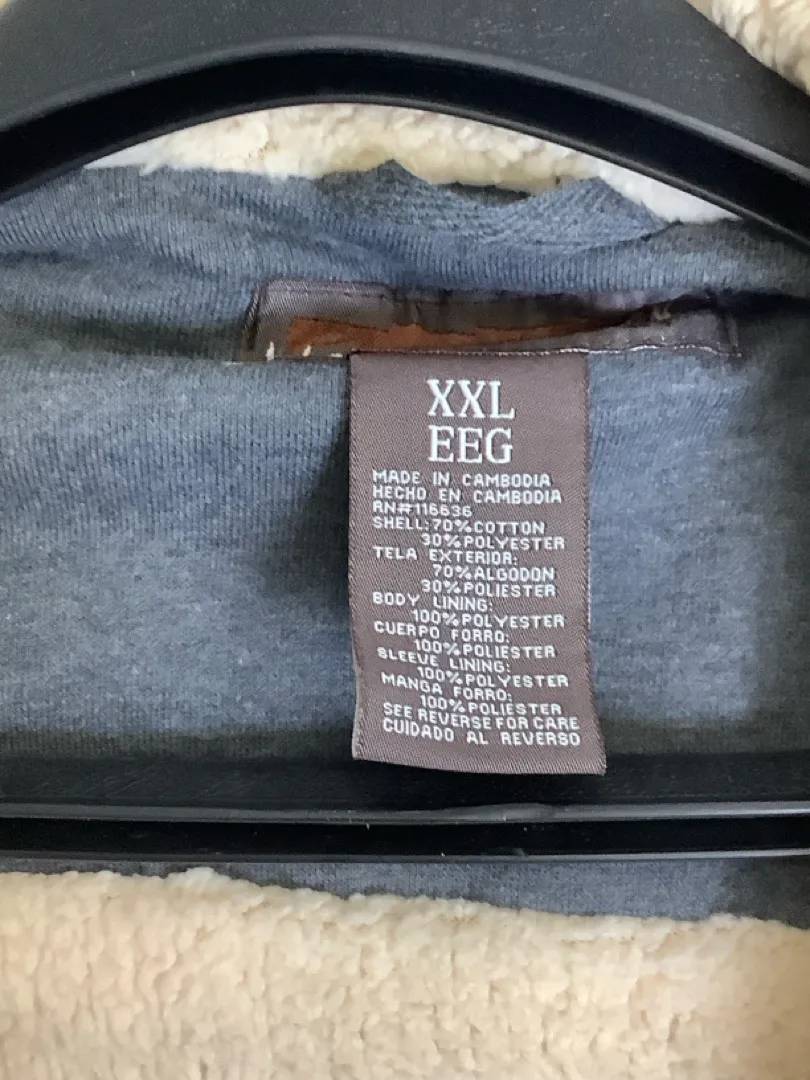 XXL
EEG
MADE IN CAMBODIA
HECHO EN CAMBODIA
RN#116636
SHELL: 70%COTTON
30%POLYESTER
TELA EXTERIOR:
70%ALGODON
30%POLIESTER
BODY LINING:
100%POLYESTER
CUERPO FORRO:
100%POLIESTER
SLEEVE LINING:
100%POLYESTER
MANGA FORRO:
100%POLIESTER
SEE REVERSE FOR CARE
CUIDADO AL REVERSO